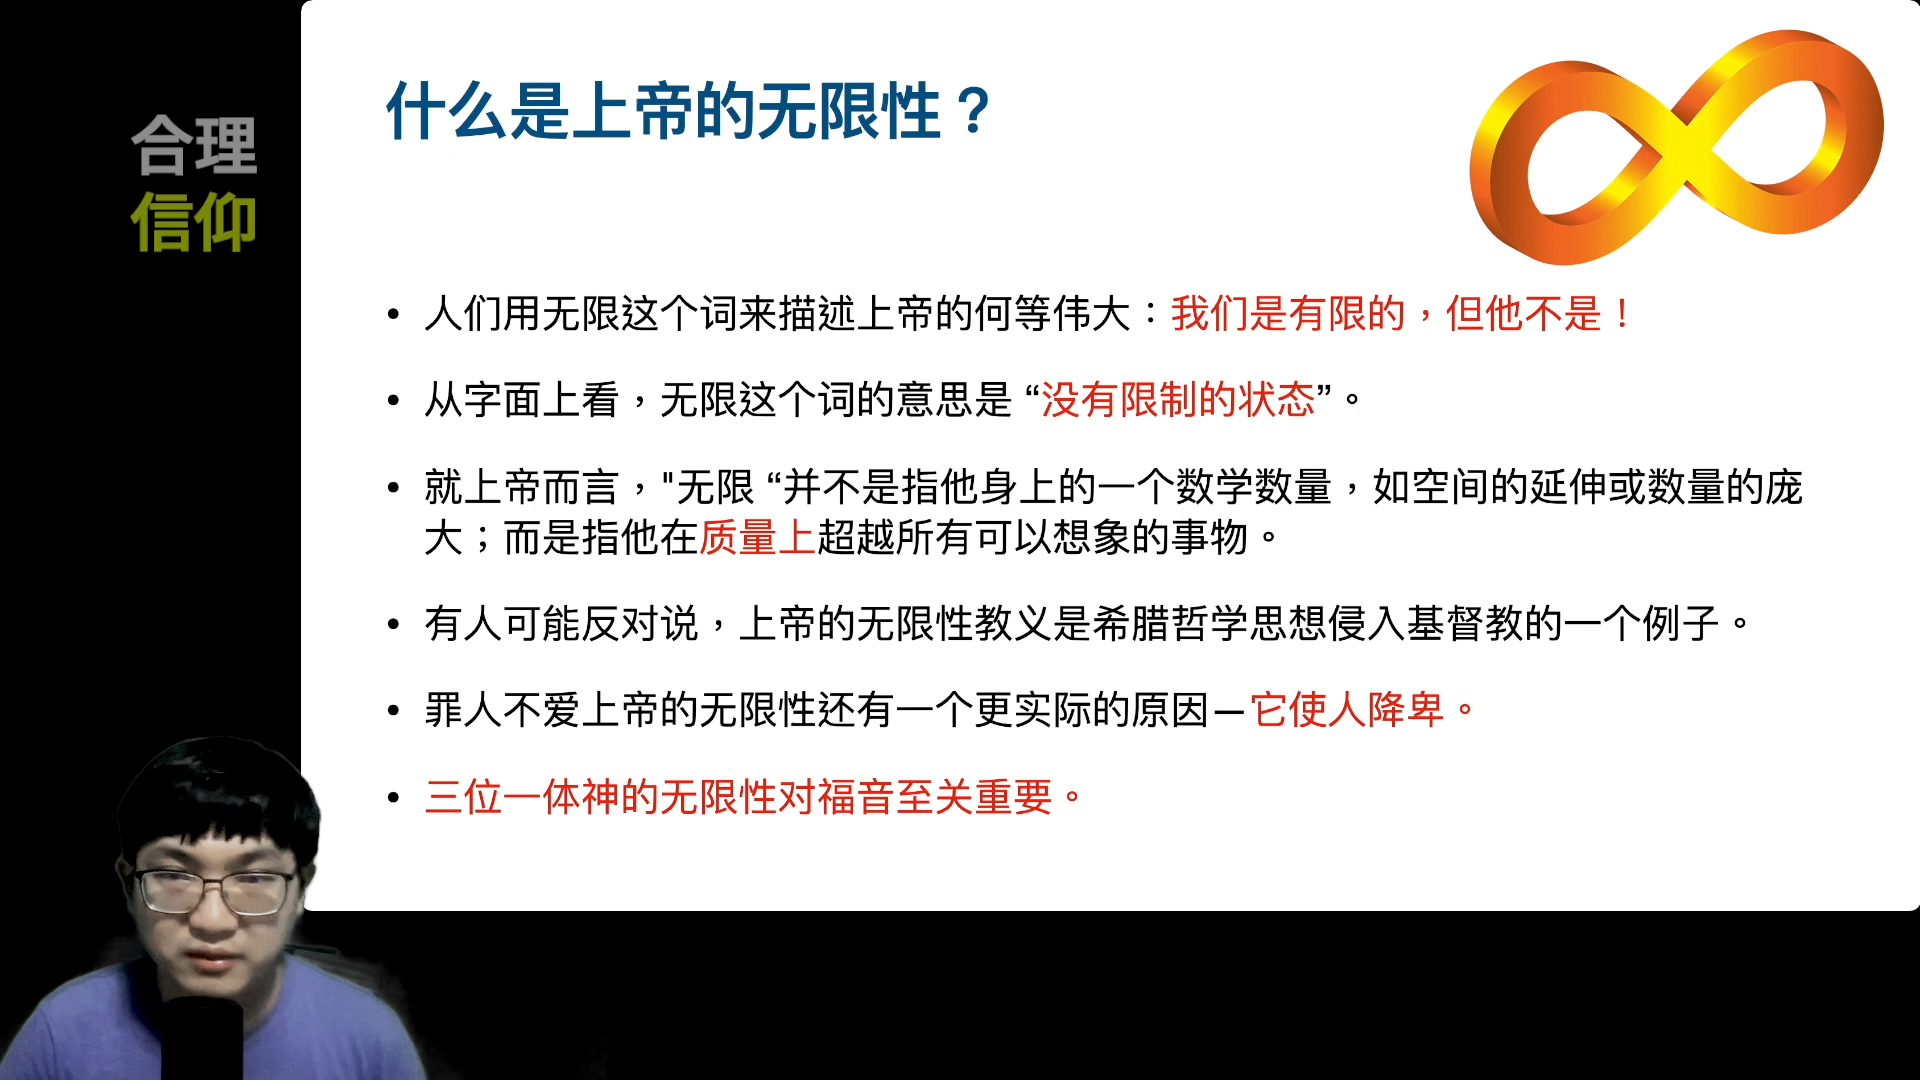 合理
信仰
什么是上帝的无限性？
• 人们用无限这个词来描述上帝的何等伟大：我们是有限的，但他不是！
• 从字面上看，无限这个词的意思是 “没有限制的状态”。
• 就上帝而言，"无限 “并不是指他身上的一个数学数量，如空间的延伸或数量的庞
大；而是指他在质量上超越所有可以想象的事物。
• 有人可能反对说，上帝的无限性教义是希腊哲学思想侵入基督教的一个例子。
• 罪人不爱上帝的无限性还有一个更实际的原因—它使人降卑。
• 三位一体神的无限性对福音至关重要。